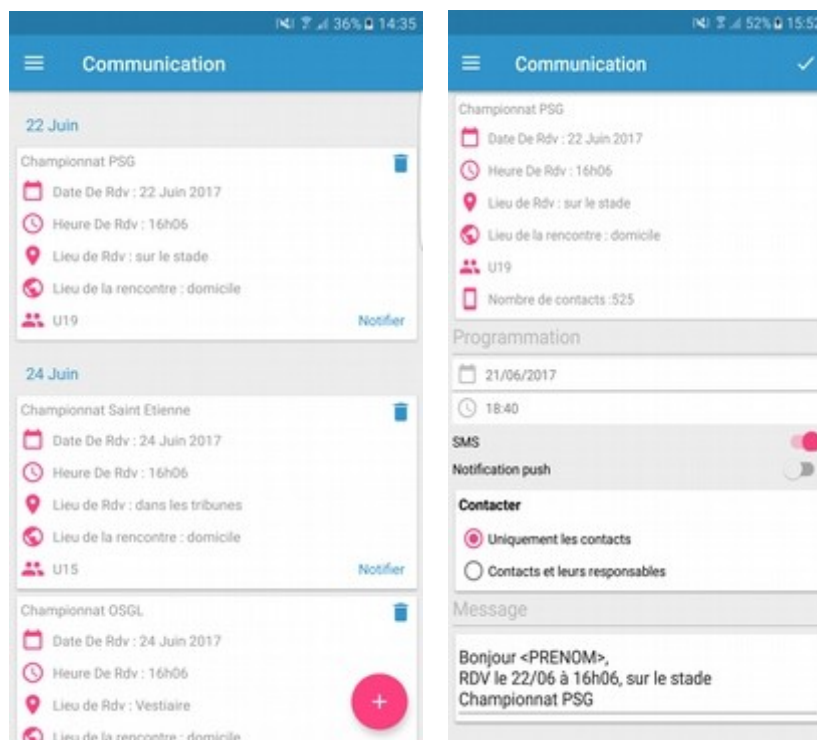 36% 14:35
Communication
22 Juin
Championnat PSG
Date De Rdv : 22 Juin 2017
Heure De Rdv : 16h06
Lieu de Rdv : sur le stade
Lieu de la rencontre : domicile
U19
Notifier
24 Juin
Championnat Saint Etienne
Date De Rdv : 24 Juin 2017
Heure De Rdv : 16h06
Lieu de Rdv : dans les tribunes
Lieu de la rencontre : domicile
U15
Notifier
Championnat OSGL
Date De Rdv : 24 Juin 2017
Heure De Rdv : 16h06
Lieu de Rdv : Vestiaire
Lieu de la rencontre : domicile
52% 15:52
Communication
Championnat PSG
Date De Rdv : 22 Juin 2017
Heure De Rdv : 16h06
Lieu de Rdv : sur le stade
Lieu de la rencontre : domicile
U19
Nombre de contacts :525
Programmation
21/06/2017
18:40
SMS
Notification push
Contacter
Uniquement les contacts
Contacts et leurs responsables
Message
Bonjour <PRENOM>,
RDV le 22/06 à 16h06, sur le stade
Championnat PSG